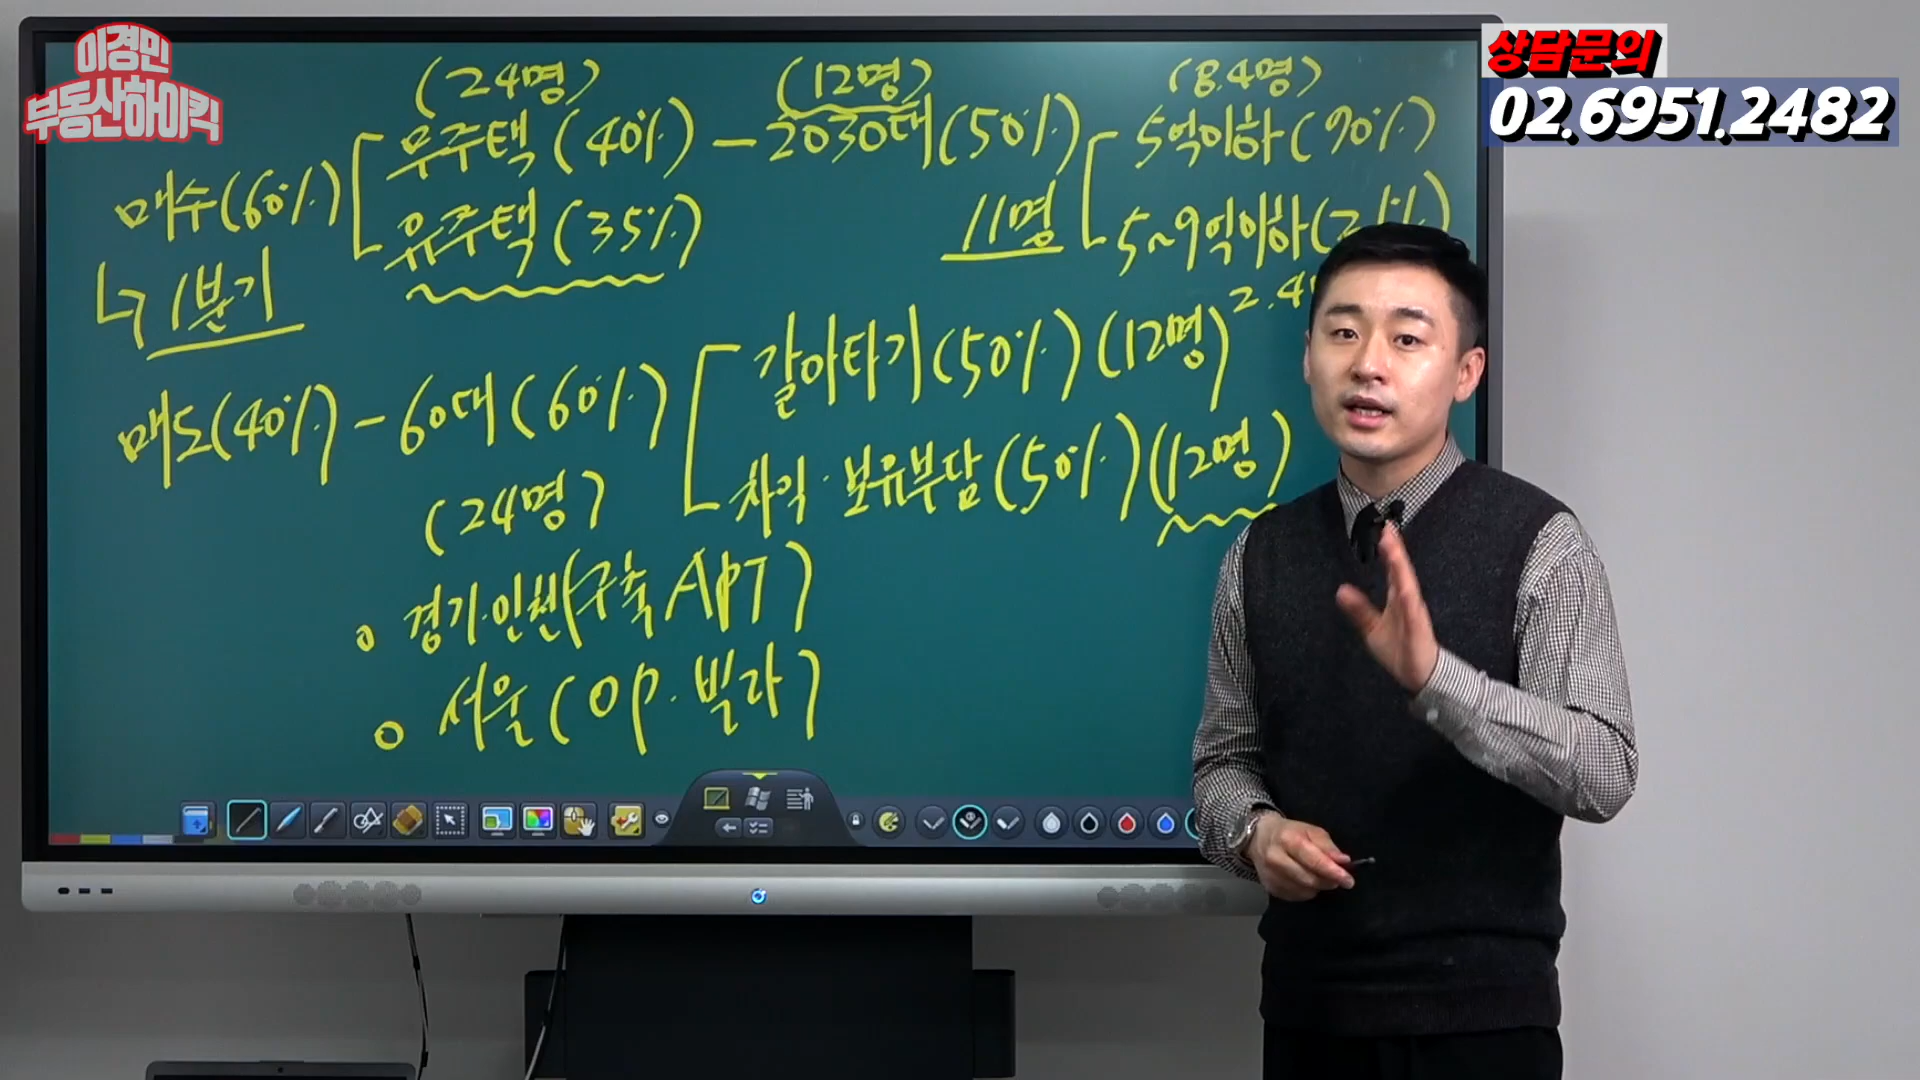 이경민
부동산하이킥
상담문의
02.6951.2482
(24명) (12명) (8.4명)
매수(60%) 무주택(40%) - 2030대(50%) 5억이하(90%)
유주택(35%) 11명 5~9억이하
↳ 1분기
2.4
매도(40%) - 60대(60%) 갈아타기(50%)(12명)
(24명) 차익·보유부담(50%)(12명)
○ 경기·인천(구축 APT)
○ 서울(OP·빌라)